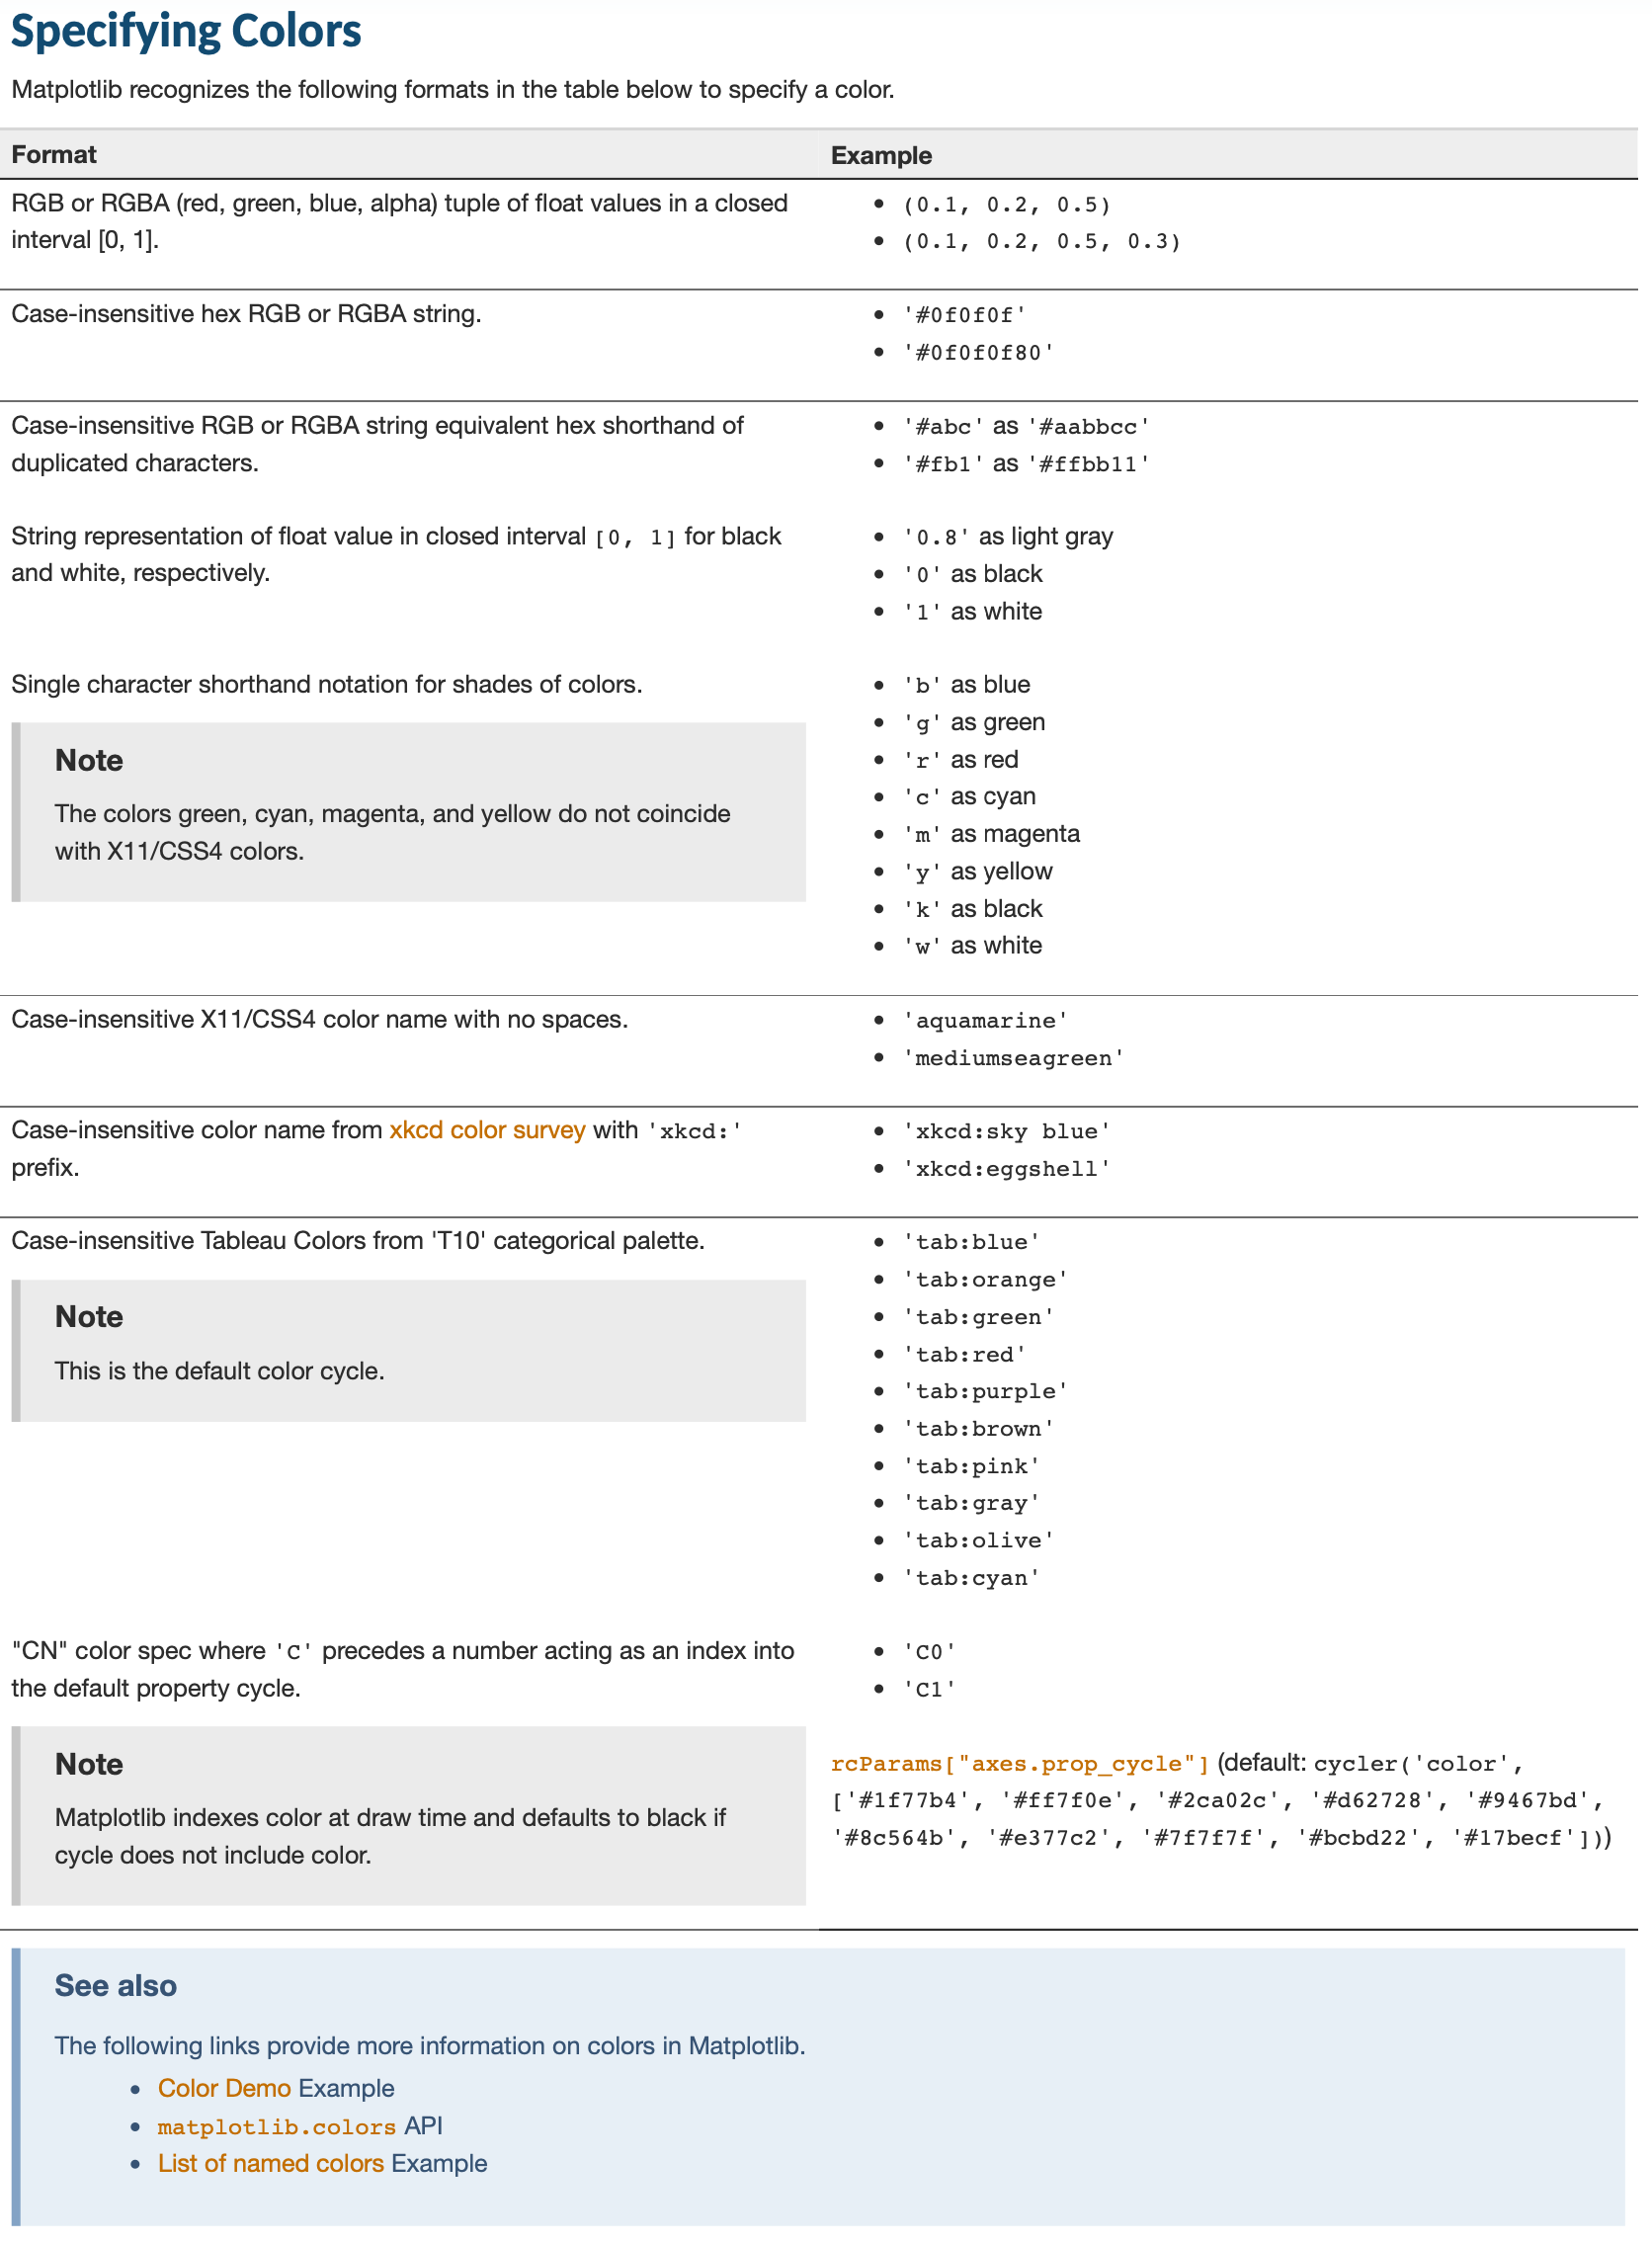 Specifying Colors
Matplotlib recognizes the following formats in the table below to specify a color.
Format
Example
RGB or RGBA (red, green, blue, alpha) tuple of float values in a closed
interval [0, 1].
• (0.1, 0.2, 0.5)
• (0.1, 0.2, 0.5, 0.3)
Case-insensitive hex RGB or RGBA string.
• '#0f0f0f'
• '#0f0f0f80'
Case-insensitive RGB or RGBA string equivalent hex shorthand of
duplicated characters.
• '#abc' as '#aabbcc'
• '#fb1' as '#ffbb11'
String representation of float value in closed interval [0, 1] for black
and white, respectively.
• '0.8' as light gray
• '0' as black
• '1' as white
Single character shorthand notation for shades of colors.
Note
The colors green, cyan, magenta, and yellow do not coincide
with X11/CSS4 colors.
• 'b' as blue
• 'g' as green
• 'r' as red
• 'c' as cyan
• 'm' as magenta
• 'y' as yellow
• 'k' as black
• 'w' as white
Case-insensitive X11/CSS4 color name with no spaces.
• 'aquamarine'
• 'mediumseagreen'
Case-insensitive color name from xkcd color survey with 'xkcd:'
prefix.
• 'xkcd:sky blue'
• 'xkcd:eggshell'
Case-insensitive Tableau Colors from 'T10' categorical palette.
Note
This is the default color cycle.
• 'tab:blue'
• 'tab:orange'
• 'tab:green'
• 'tab:red'
• 'tab:purple'
• 'tab:brown'
• 'tab:pink'
• 'tab:gray'
• 'tab:olive'
• 'tab:cyan'
"CN" color spec where 'C' precedes a number acting as an index into
the default property cycle.
Note
Matplotlib indexes color at draw time and defaults to black if
cycle does not include color.
• 'C0'
• 'C1'
rcParams["axes.prop_cycle"] (default: cycler('color',
['#1f77b4', '#ff7f0e', '#2ca02c', '#d62728', '#9467bd',
'#8c564b', '#e377c2', '#7f7f7f', '#bcbd22', '#17becf']))
See also
The following links provide more information on colors in Matplotlib.
• Color Demo Example
• matplotlib.colors API
• List of named colors Example